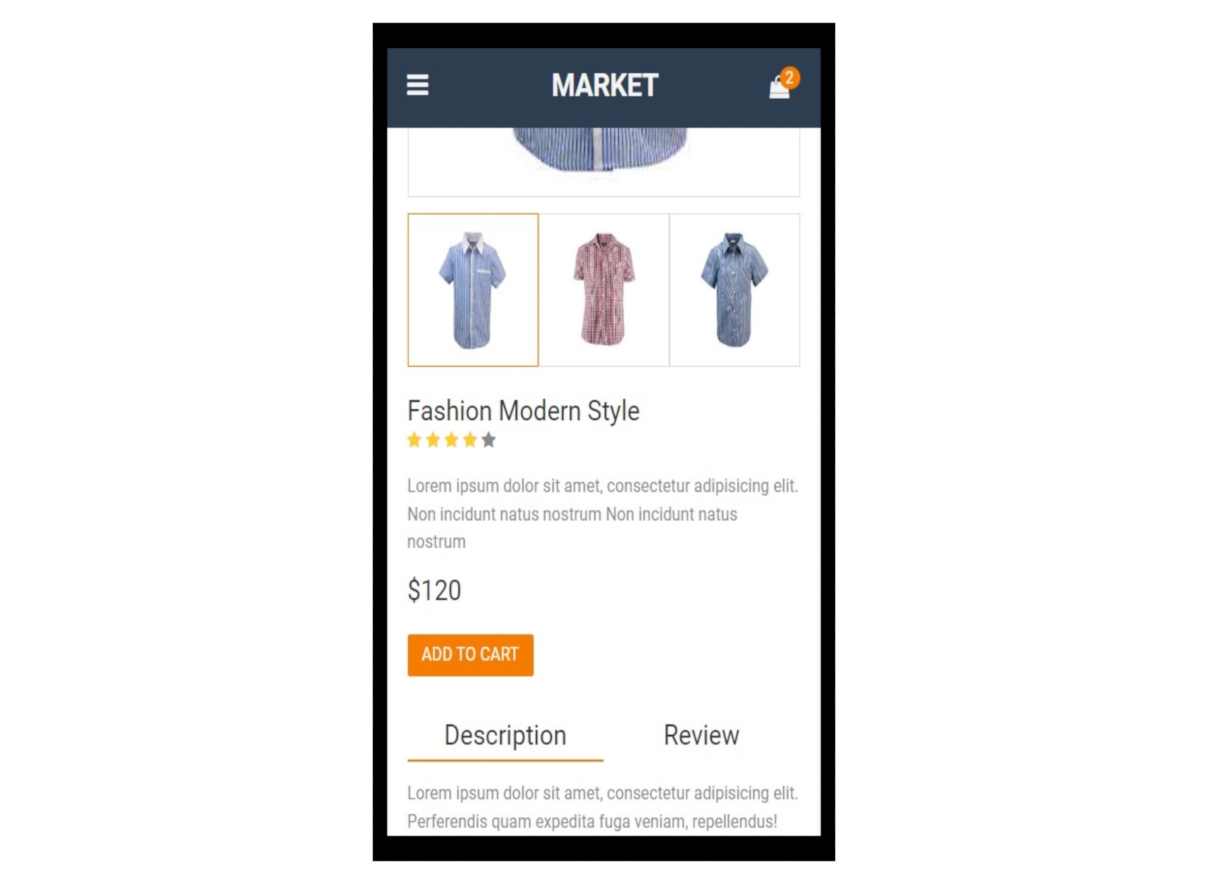 MARKET
2
Fashion Modern Style
Lorem ipsum dolor sit amet, consectetur adipisicing elit.
Non incidunt natus nostrum Non incidunt natus
nostrum
$120
ADD TO CART
Description Review
Lorem ipsum dolor sit amet, consectetur adipisicing elit.
Perferendis quam expedita fuga veniam, repellendus!